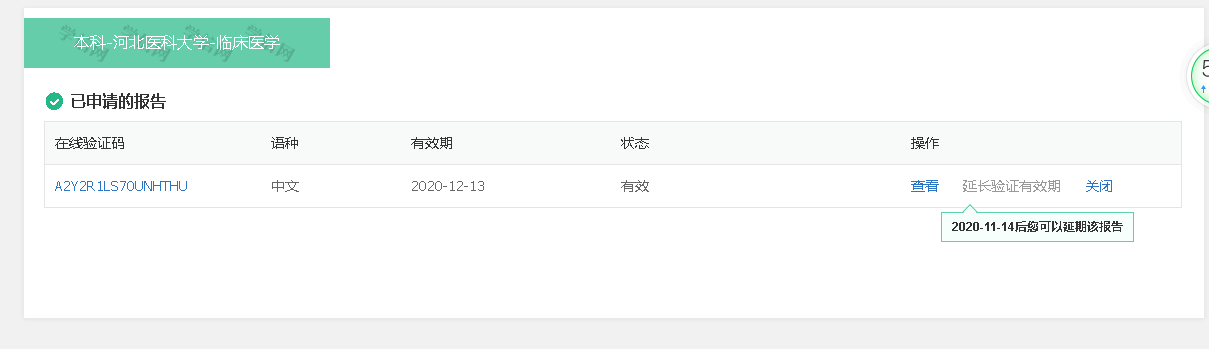 本科-河北医科大学-临床医学
已申请的报告
在线验证码 语种 有效期 状态 操作
A2Y2R1LS70UNHTHU 中文 2020-12-13 有效 查看 延长验证有效期 关闭
2020-11-14后您可以延期该报告